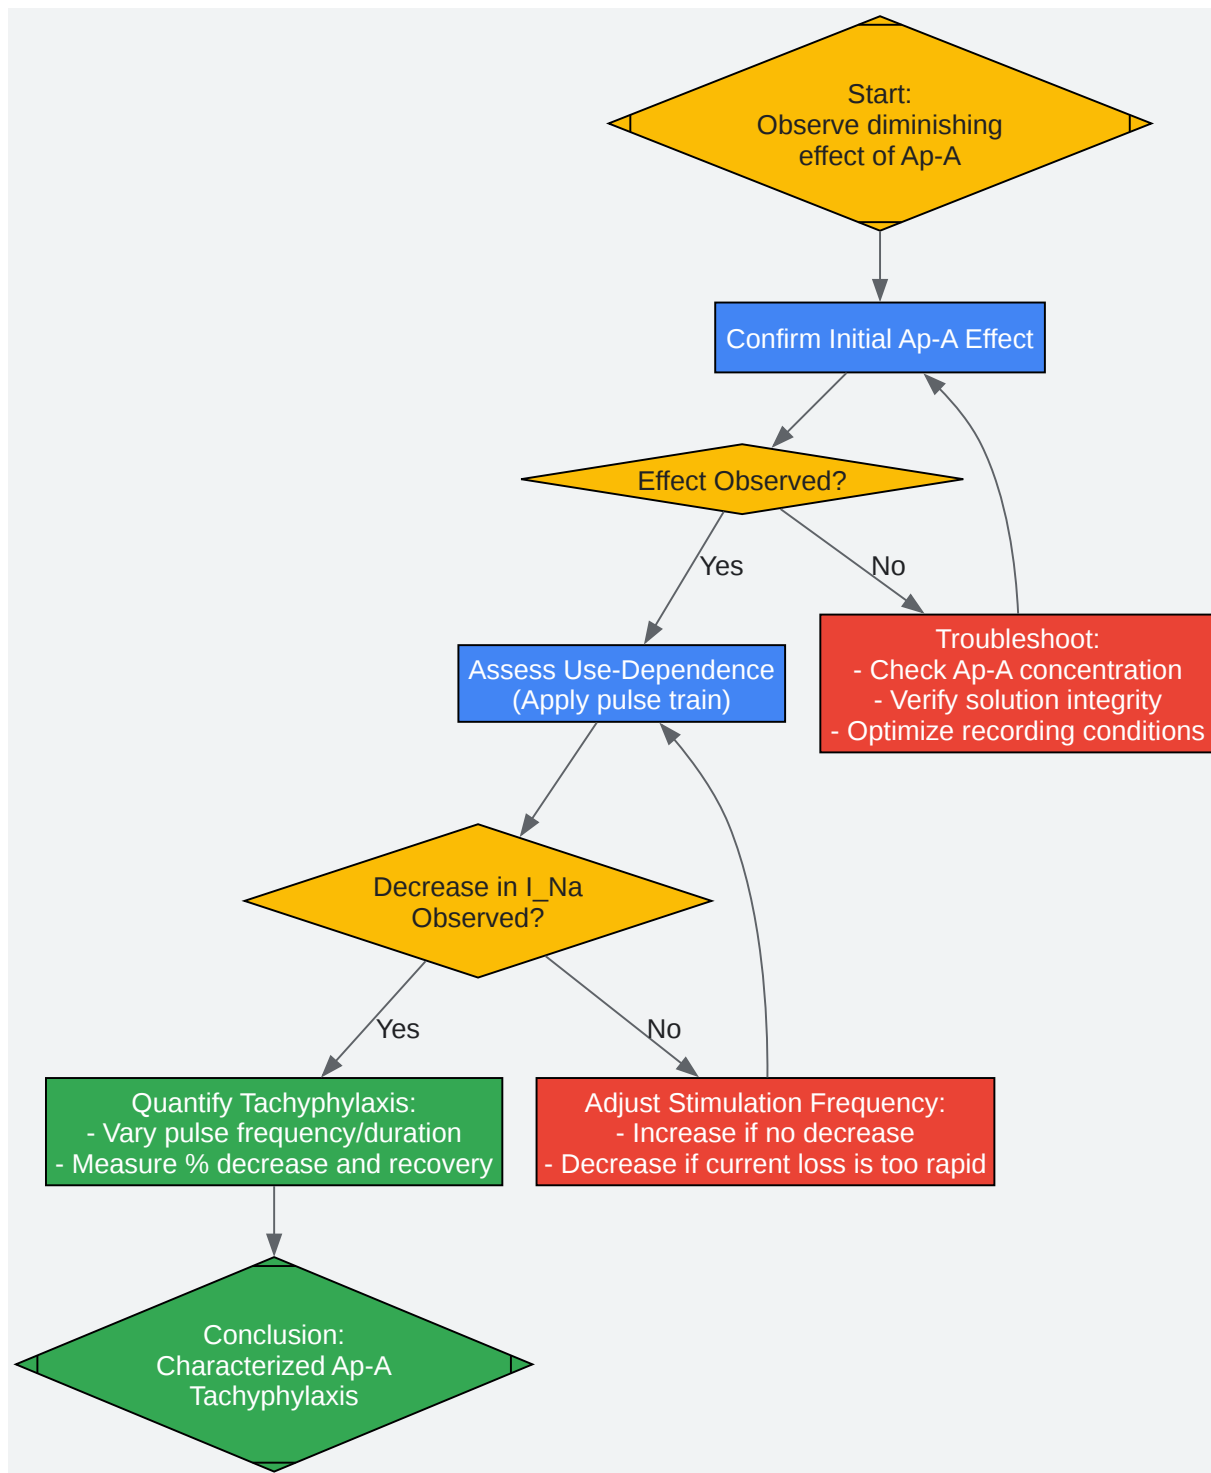 Start:
Observe diminishing
effect of Ap-A
Confirm Initial Ap-A Effect
Effect Observed?
Yes
No
Troubleshoot:
- Check Ap-A concentration
- Verify solution integrity
- Optimize recording conditions
Assess Use-Dependence
(Apply pulse train)
Decrease in I_Na
Observed?
Yes
No
Quantify Tachyphylaxis:
- Vary pulse frequency/duration
- Measure % decrease and recovery
Adjust Stimulation Frequency:
- Increase if no decrease
- Decrease if current loss is too rapid
Conclusion:
Characterized Ap-A
Tachyphylaxis